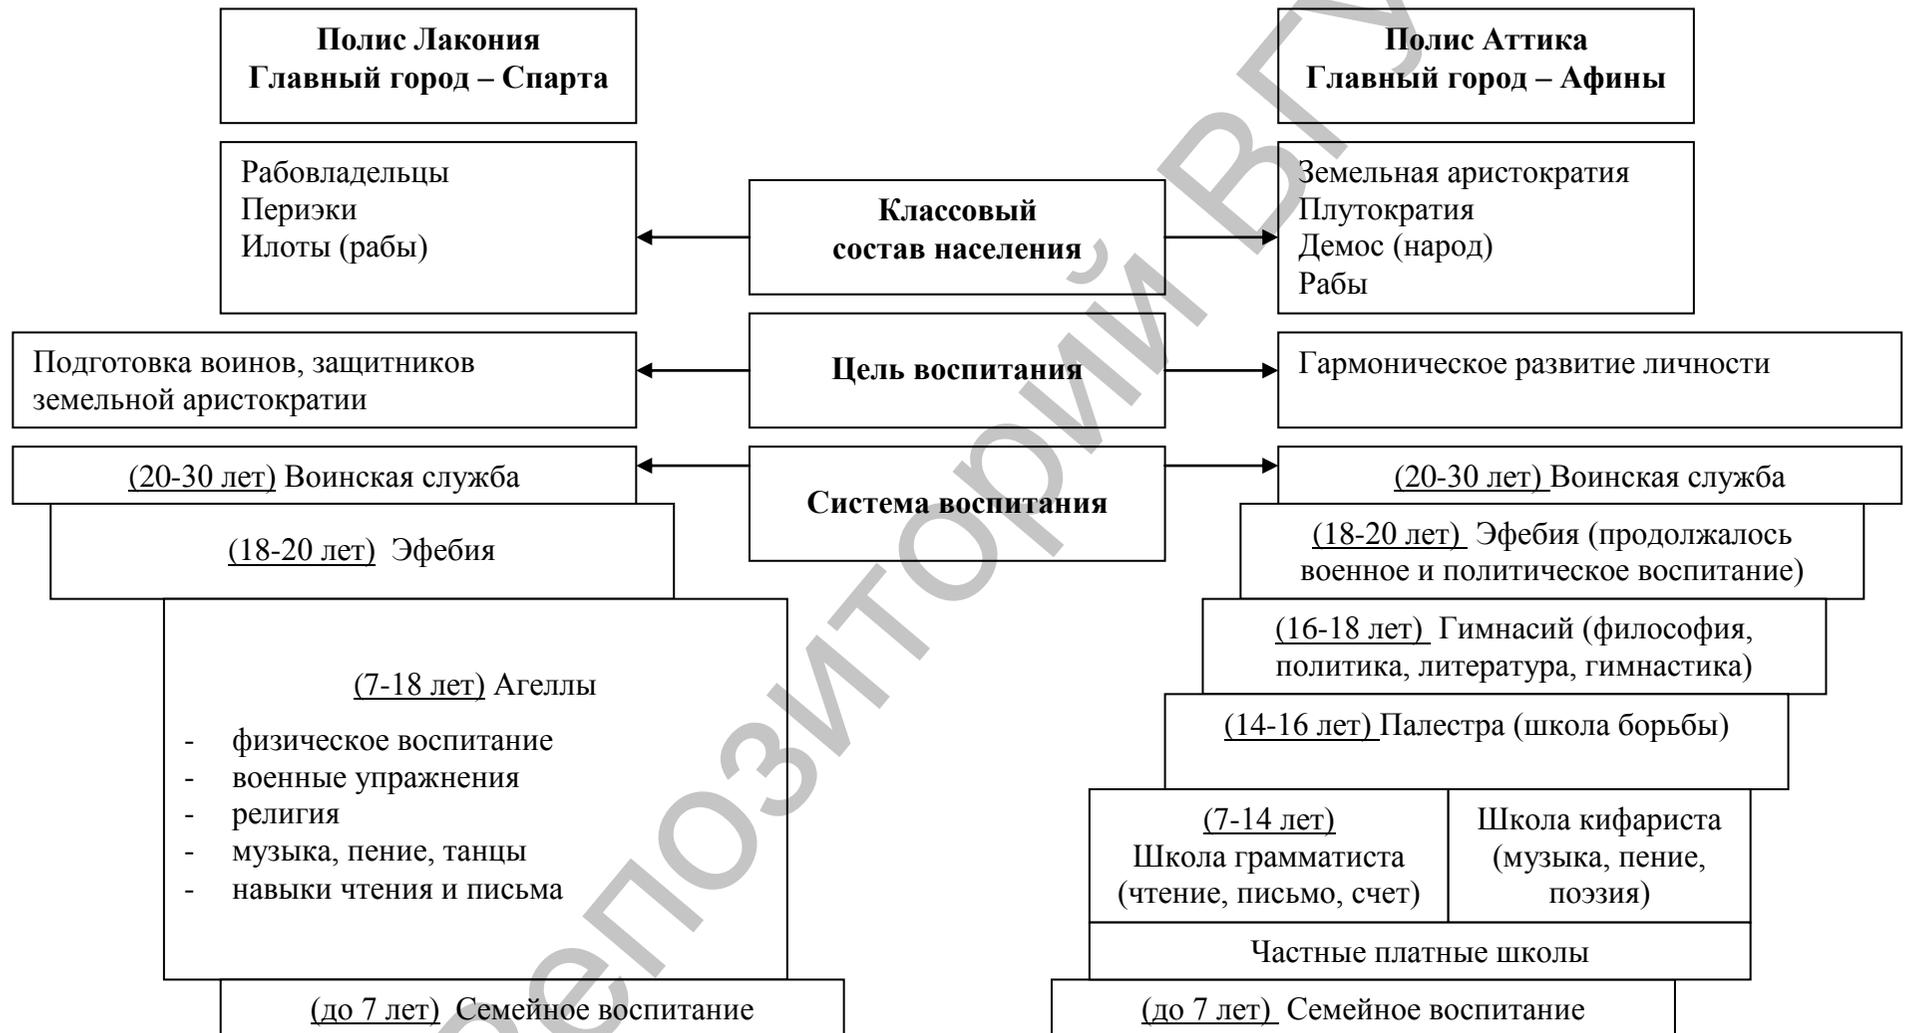 Полис Лакония
Главный город – Спарта
Полис Аттика
Главный город – Афины
Рабовладельцы
Периэки
Илоты (рабы)
Классовый
состав населения
Земельная аристократия
Плутократия
Демос (народ)
Рабы
Подготовка воинов, защитников
земельной аристократии
Цель воспитания
Гармоническое развитие личности
(20-30 лет) Воинская служба
Система воспитания
(20-30 лет) Воинская служба
(18-20 лет) Эфебия
(18-20 лет) Эфебия (продолжалось
военное и политическое воспитание)
(16-18 лет) Гимнасий (философия,
политика, литература, гимнастика)
(7-18 лет) Агеллы
- физическое воспитание
- военные упражнения
- религия
- музыка, пение, танцы
- навыки чтения и письма
(14-16 лет) Палестра (школа борьбы)
(7-14 лет)
Школа грамматиста
(чтение, письмо, счет)
Школа кифариста
(музыка, пение,
поэзия)
Частные платные школы
(до 7 лет) Семейное воспитание
(до 7 лет) Семейное воспитание
Репозиторий ВГУ